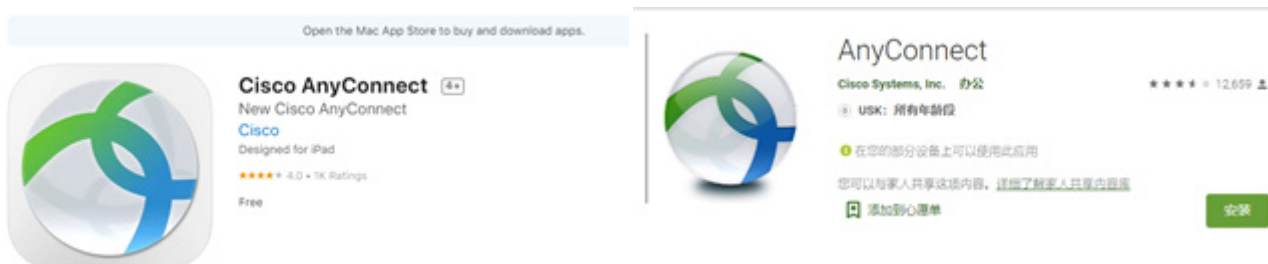 Open the Mac App Store to buy and download apps.
Cisco AnyConnect 4+
New Cisco AnyConnect
Cisco
Designed for iPad
★★★★★ 4.0 • 1K Ratings
Free
AnyConnect
Cisco Systems, Inc. 办公
★★★★★ 12,659
USK：所有年龄段
在您的部分设备上可以使用此应用
您可以与家人共享这项内容。详细了解家人共享内容库
添加到心愿单
安装